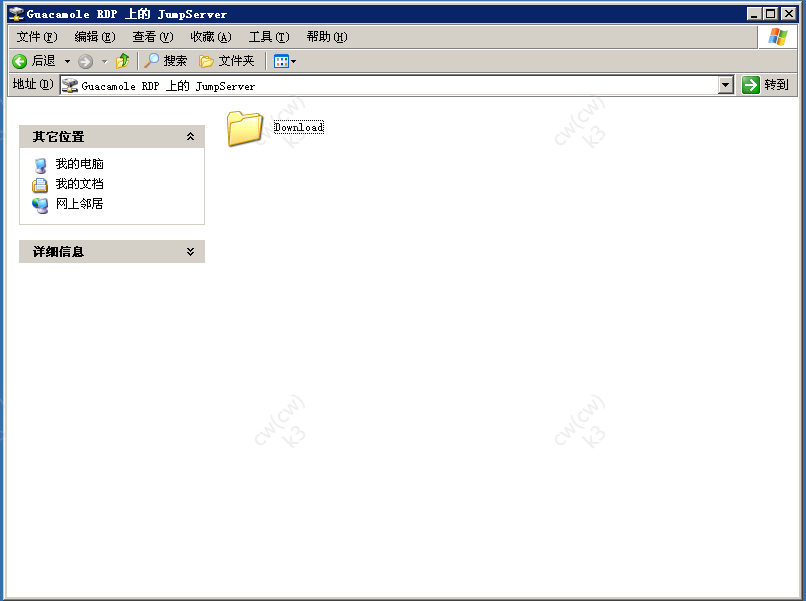 Guacamole RDP 上的 JumpServer
文件(F) 编辑(E) 查看(V) 收藏(A) 工具(T) 帮助(H)
后退 搜索 文件夹
地址(D) Guacamole RDP 上的 JumpServer 转到
其它位置
我的电脑
我的文档
网上邻居
详细信息
Download
cw(cw)
k3
cw(cw)
k3
cw(cw)
k3
cw(cw)
k3